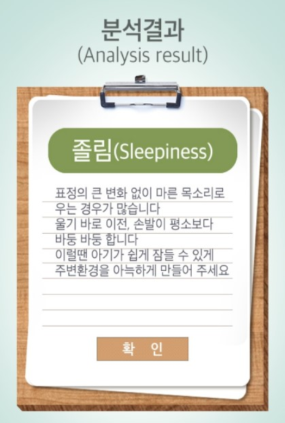 분석결과
(Analysis result)
졸림(Sleepiness)
표정의 큰 변화 없이 마른 목소리로
우는 경우가 많습니다
울기 바로 이전, 손발이 평소보다
바둥 바둥 합니다
이럴땐 아기가 쉽게 잠들 수 있게
주변환경을 아늑하게 만들어 주세요
확 인